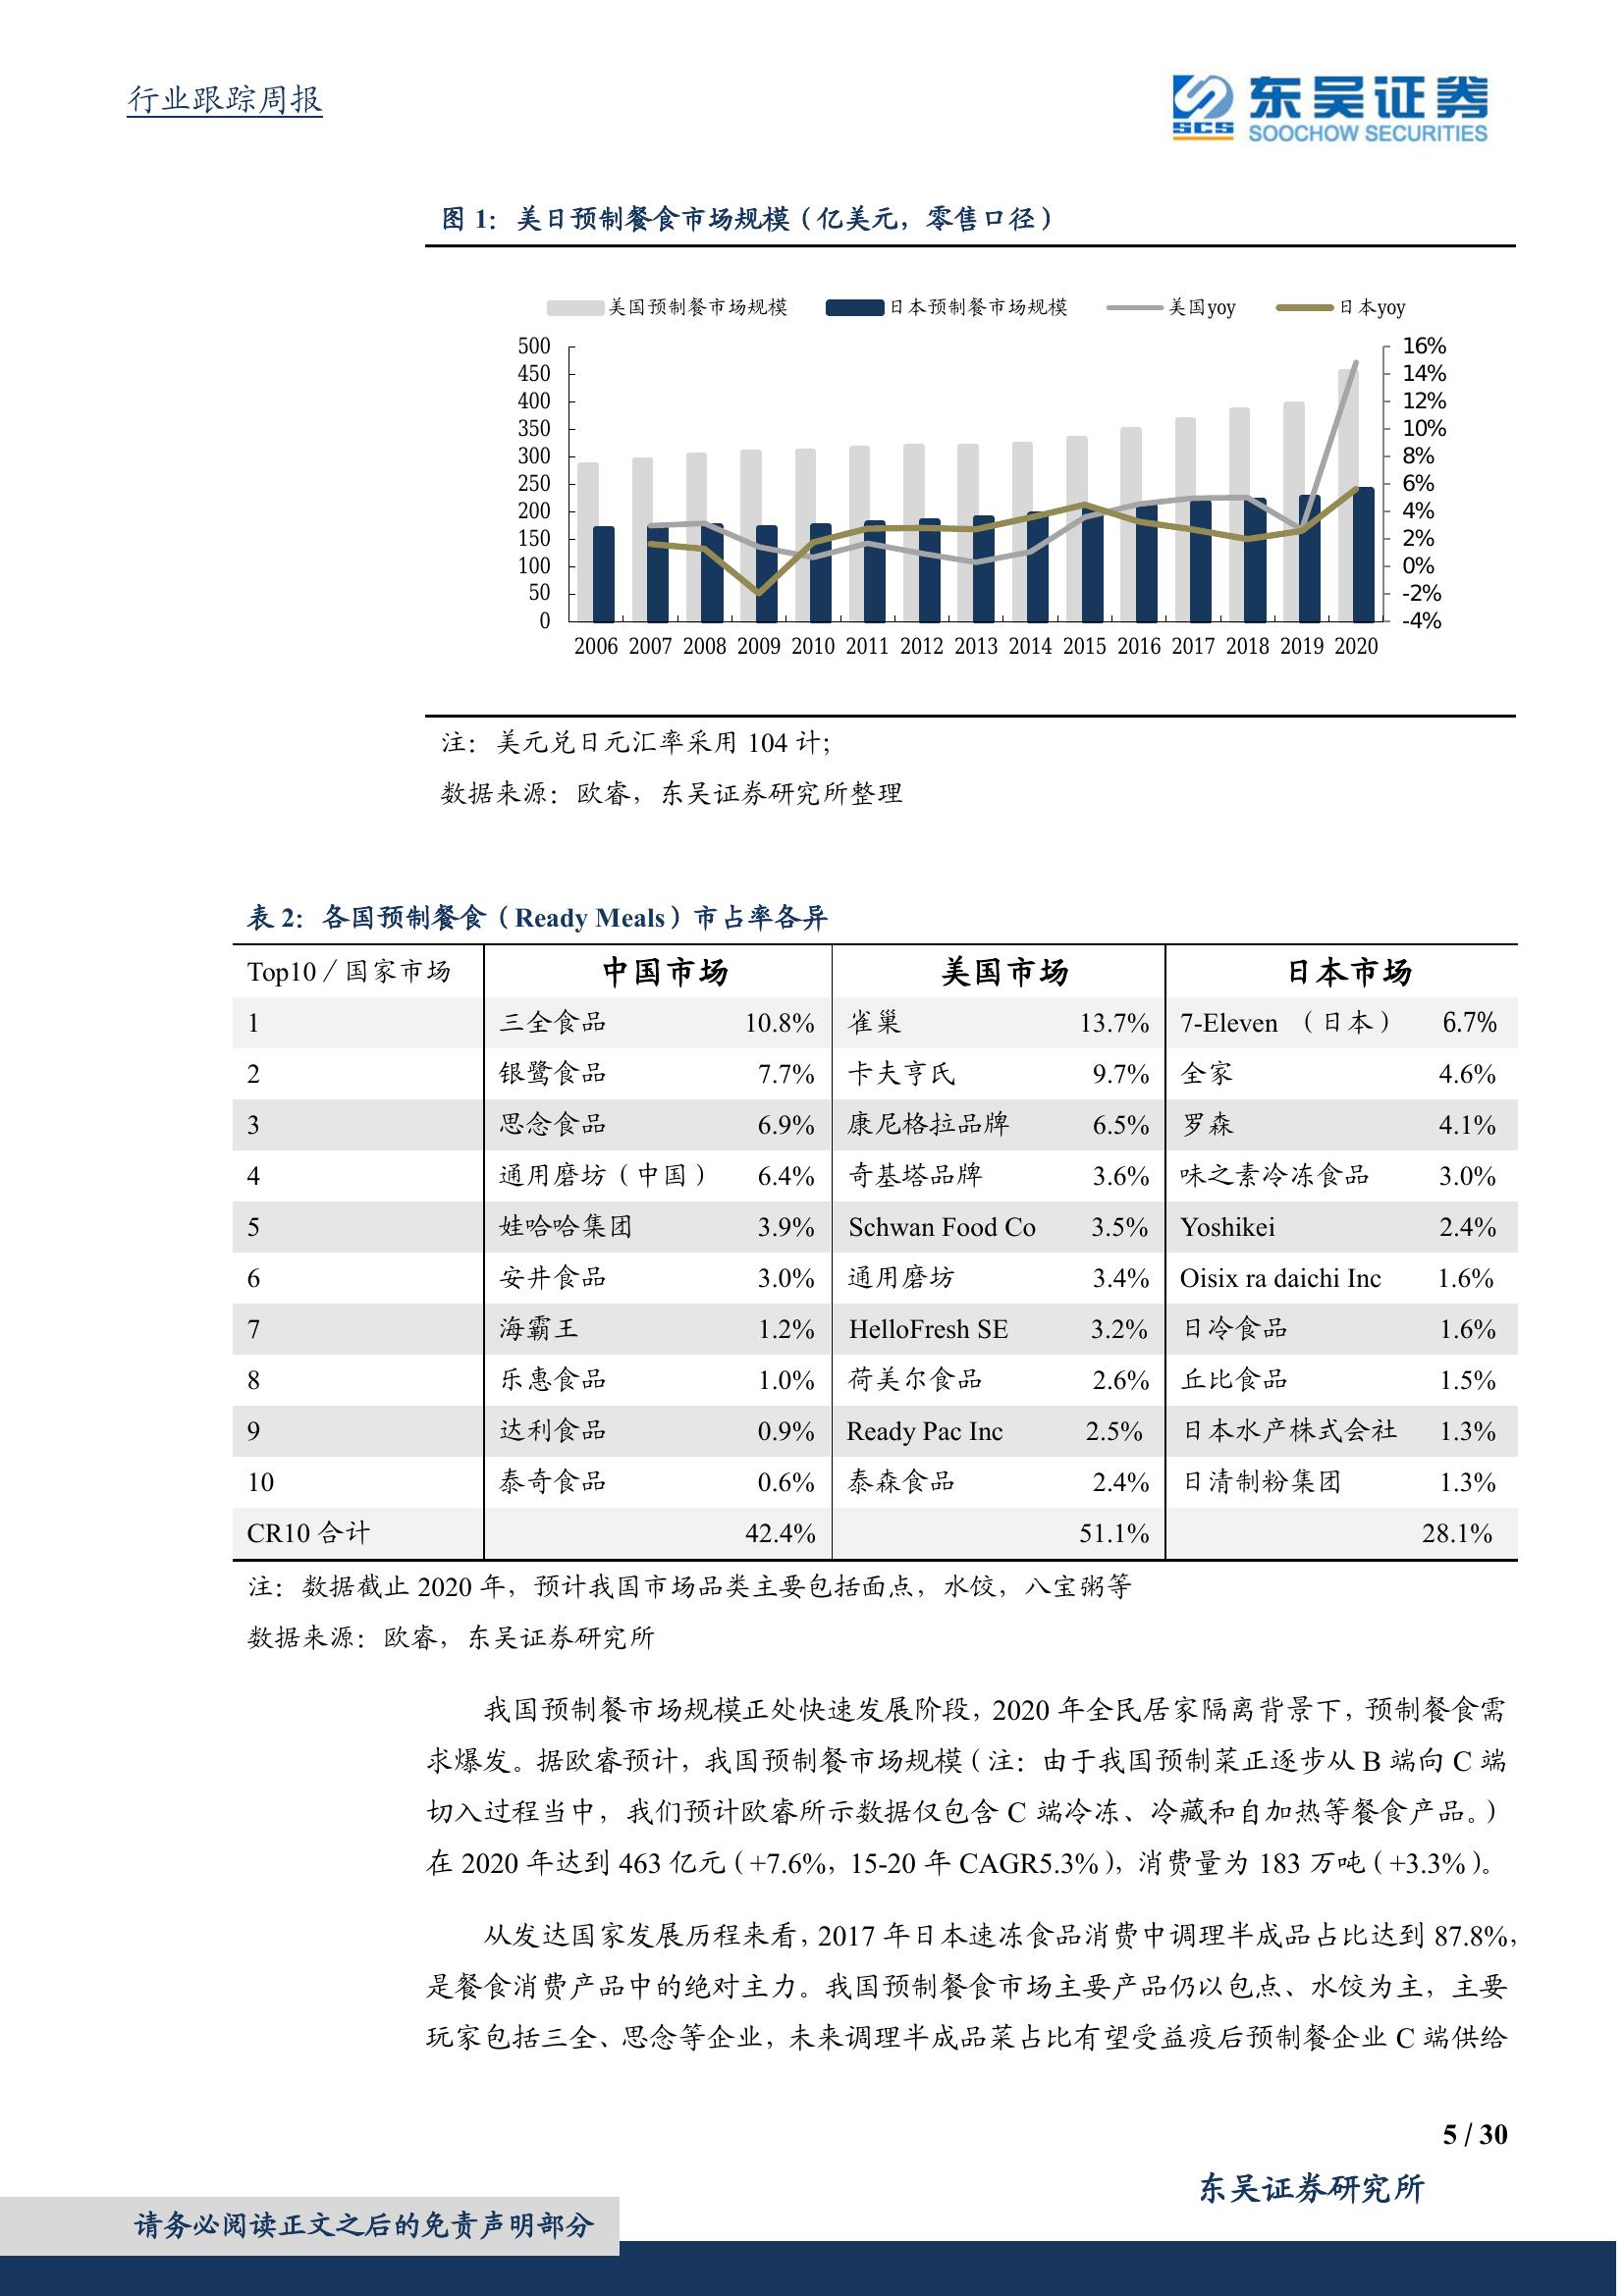 行业跟踪周报
东吴证券
SCS
SOOCHOW SECURITIES
图 1：美日预制餐食市场规模（亿美元，零售口径）
美国预制餐市场规模 日本预制餐市场规模 美国yoy 日本yoy
500 16%
450 14%
400 12%
350 10%
300 8%
250 6%
200 4%
150 2%
100 0%
50 -2%
0 -4%
2006 2007 2008 2009 2010 2011 2012 2013 2014 2015 2016 2017 2018 2019 2020
注：美元兑日元汇率采用 104 计；
数据来源：欧睿，东吴证券研究所整理
表 2：各国预制餐食（Ready Meals）市占率各异
Top10／国家市场 中国市场 美国市场 日本市场
1 三全食品 10.8% 雀巢 13.7% 7-Eleven （日本） 6.7%
2 银鹭食品 7.7% 卡夫亨氏 9.7% 全家 4.6%
3 思念食品 6.9% 康尼格拉品牌 6.5% 罗森 4.1%
4 通用磨坊（中国） 6.4% 奇基塔品牌 3.6% 味之素冷冻食品 3.0%
5 娃哈哈集团 3.9% Schwan Food Co 3.5% Yoshikei 2.4%
6 安井食品 3.0% 通用磨坊 3.4% Oisix ra daichi Inc 1.6%
7 海霸王 1.2% HelloFresh SE 3.2% 日冷食品 1.6%
8 乐惠食品 1.0% 荷美尔食品 2.6% 丘比食品 1.5%
9 达利食品 0.9% Ready Pac Inc 2.5% 日本水产株式会社 1.3%
10 泰奇食品 0.6% 泰森食品 2.4% 日清制粉集团 1.3%
CR10 合计 42.4% 51.1% 28.1%
注：数据截止 2020 年，预计我国市场品类主要包括面点，水饺，八宝粥等
数据来源：欧睿，东吴证券研究所
我国预制餐市场规模正处快速发展阶段，2020 年全民居家隔离背景下，预制餐食需
求爆发。据欧睿预计，我国预制餐市场规模（注：由于我国预制菜正逐步从 B 端向 C 端
切入过程当中，我们预计欧睿所示数据仅包含 C 端冷冻、冷藏和自加热等餐食产品。）
在 2020 年达到 463 亿元（+7.6%，15-20 年 CAGR5.3%），消费量为 183 万吨（+3.3%）。
从发达国家发展历程来看，2017 年日本速冻食品消费中调理半成品占比达到 87.8%，
是餐食消费产品中的绝对主力。我国预制餐食市场主要产品仍以包点、水饺为主，主要
玩家包括三全、思念等企业，未来调理半成品菜占比有望受益疫后预制餐企业 C 端供给
5 / 30
东吴证券研究所
请务必阅读正文之后的免责声明部分